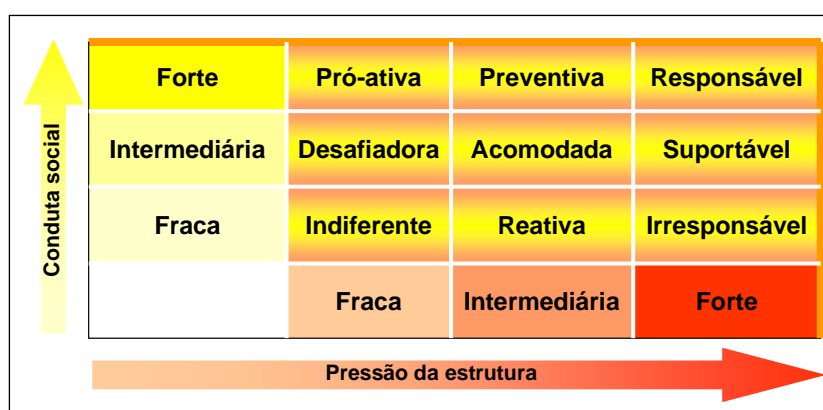 Conduta social
Forte Pró-ativa Preventiva Responsável
Intermediária Desafiadora Acomodada Suportável
Fraca Indiferente Reativa Irresponsável
Fraca Intermediária Forte
Pressão da estrutura